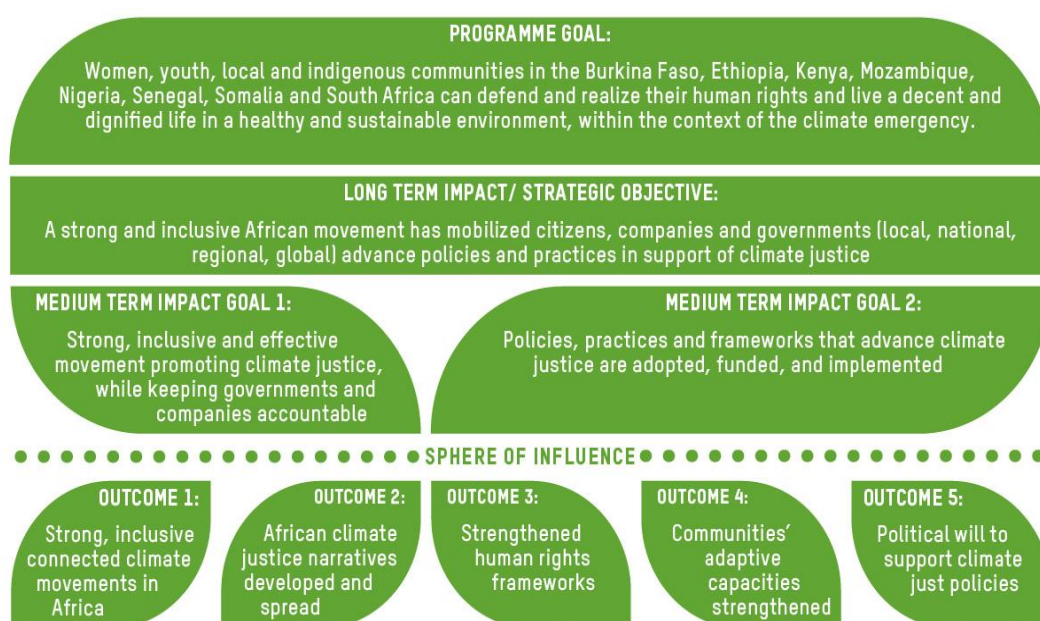 PROGRAMME GOAL:
Women, youth, local and indigenous communities in the Burkina Faso, Ethiopia, Kenya, Mozambique,
Nigeria, Senegal, Somalia and South Africa can defend and realize their human rights and live a decent and
dignified life in a healthy and sustainable environment, within the context of the climate emergency.
LONG TERM IMPACT/ STRATEGIC OBJECTIVE:
A strong and inclusive African movement has mobilized citizens, companies and governments (local, national,
regional, global) advance policies and practices in support of climate justice
MEDIUM TERM IMPACT GOAL 1:
Strong, inclusive and effective
movement promoting climate justice,
while keeping governments and
companies accountable
MEDIUM TERM IMPACT GOAL 2:
Policies, practices and frameworks that advance climate
justice are adopted, funded, and implemented
SPHERE OF INFLUENCE
OUTCOME 1:
Strong, inclusive
connected climate
movements in
Africa
OUTCOME 2:
African climate
justice narratives
developed and
spread
OUTCOME 3:
Strengthened
human rights
frameworks
OUTCOME 4:
Communities'
adaptive
capacities
strengthened
OUTCOME 5:
Political will to
support climate
just policies